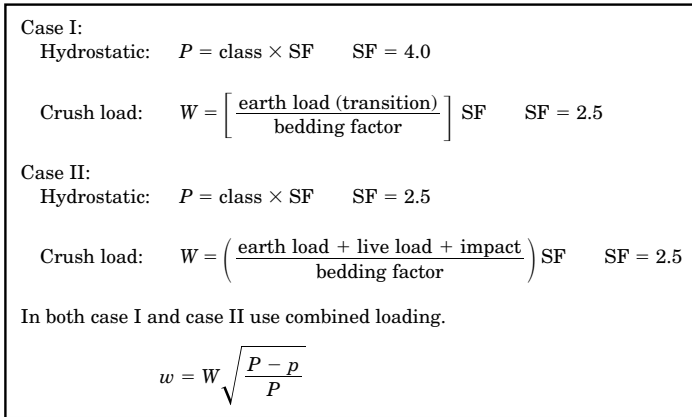 Case I:
Hydrostatic: P = class × SF SF = 4.0
Crush load: W = [ earth load (transition) / bedding factor ] SF SF = 2.5
Case II:
Hydrostatic: P = class × SF SF = 2.5
Crush load: W = ( earth load + live load + impact / bedding factor ) SF SF = 2.5
In both case I and case II use combined loading.
w = W √ P − p / P